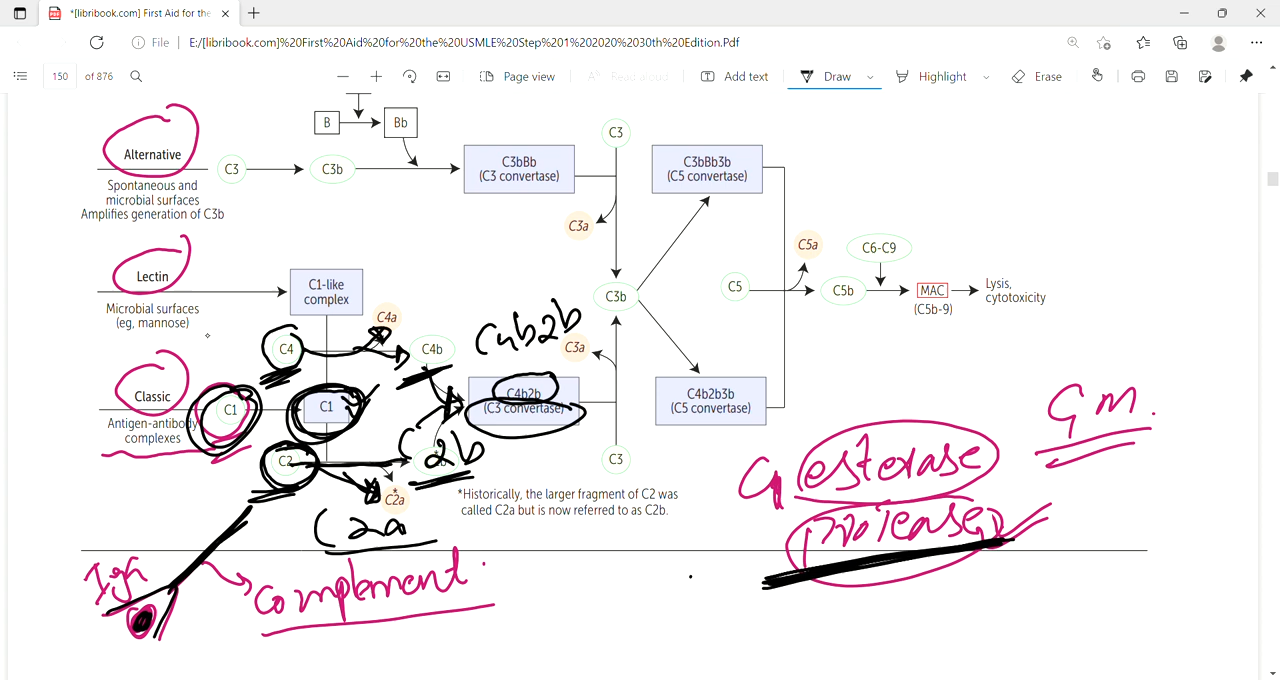 *[libribook.com] First Aid for the
File
E:/[libribook.com]%20First%20Aid%20for%20the%20USMLE%20Step%201%202020%2030th%20Edition.Pdf
150 of 876
Page view
Read aloud
Add text
Draw
Highlight
Erase
B
Bb
C3
Alternative
C3
C3b
C3bBb
(C3 convertase)
C3bBb3b
(C5 convertase)
Spontaneous and
microbial surfaces
Amplifies generation of C3b
C3a
C5a
C6-C9
Lectin
C1-like
complex
C3b
C5
C5b
MAC
(C5b-9)
Lysis,
cytotoxicity
Microbial surfaces
(eg, mannose)
C4a
C4b2b
C4
C4b
C3a
Classic
C1
C1
C4b2b
(C3 convertase)
C4b2b3b
(C5 convertase)
Antigen-antibody
complexes
GM.
C2
C2b
C3
C2a
*Historically, the larger fragment of C2 was
called C2a but is now referred to as C2b.
C2a
C1 esterase
protease
IgG
complement.